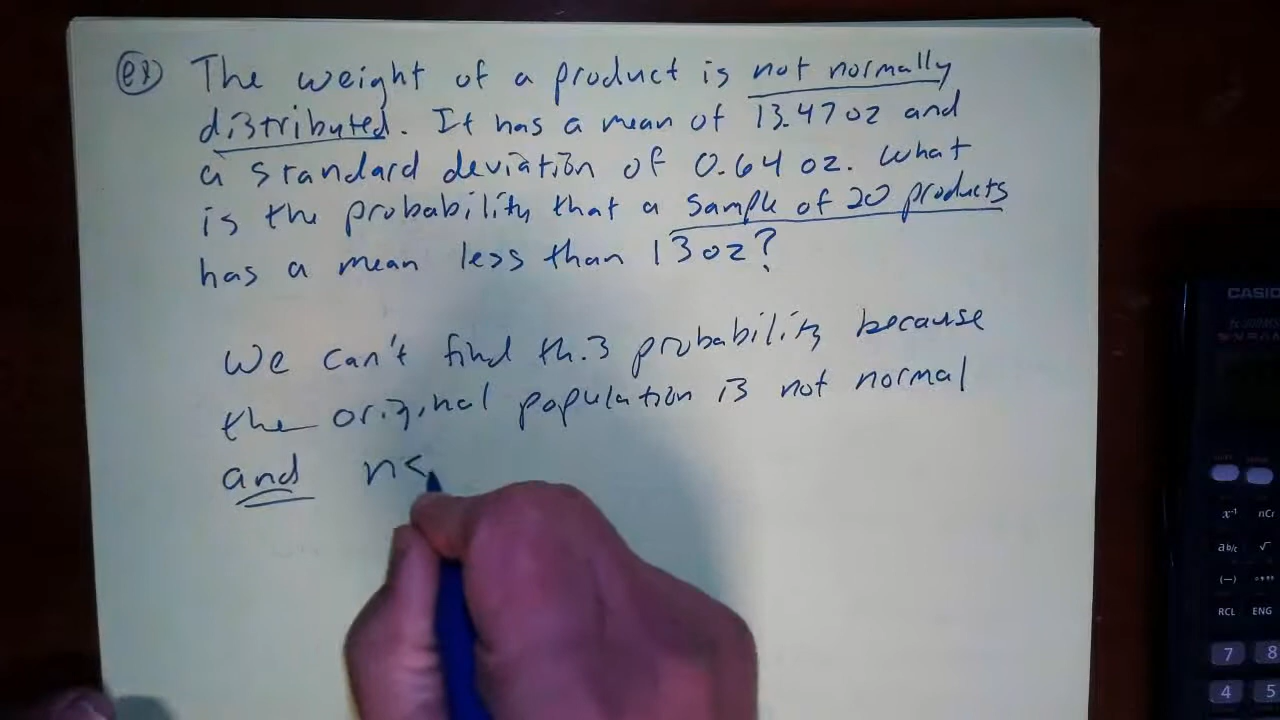 ex) The weight of a product is not normally
distributed. It has a mean of 13.47 oz and
a standard deviation of 0.64 oz. What
is the probability that a sample of 20 products
has a mean less than 13 oz?
We can't find this probability because
the original population is not normal
and n<
CASIO
x⁻¹ nCr
ab/c √
(−)
RCL ENG
7 8
4 5